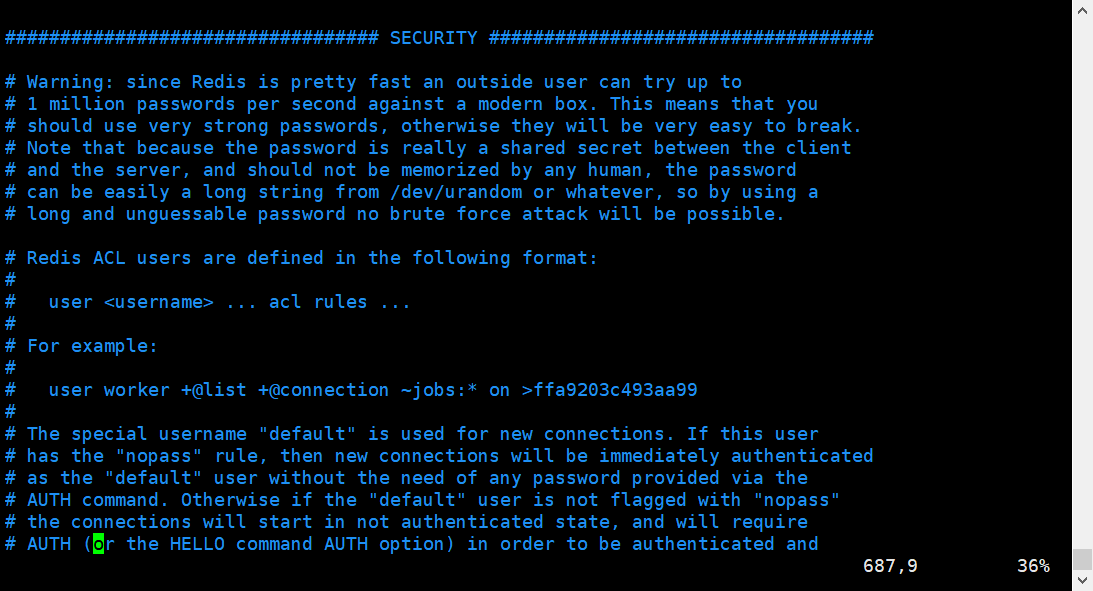 ################################## SECURITY ###################################
# Warning: since Redis is pretty fast an outside user can try up to
# 1 million passwords per second against a modern box. This means that you
# should use very strong passwords, otherwise they will be very easy to break.
# Note that because the password is really a shared secret between the client
# and the server, and should not be memorized by any human, the password
# can be easily a long string from /dev/urandom or whatever, so by using a
# long and unguessable password no brute force attack will be possible.
# Redis ACL users are defined in the following format:
#
#   user <username> ... acl rules ...
#
# For example:
#
#   user worker +@list +@connection ~jobs:* on >ffa9203c493aa99
#
# The special username "default" is used for new connections. If this user
# has the "nopass" rule, then new connections will be immediately authenticated
# as the "default" user without the need of any password provided via the
# AUTH command. Otherwise if the "default" user is not flagged with "nopass"
# the connections will start in not authenticated state, and will require
# AUTH (or the HELLO command AUTH option) in order to be authenticated and
687,9 36%